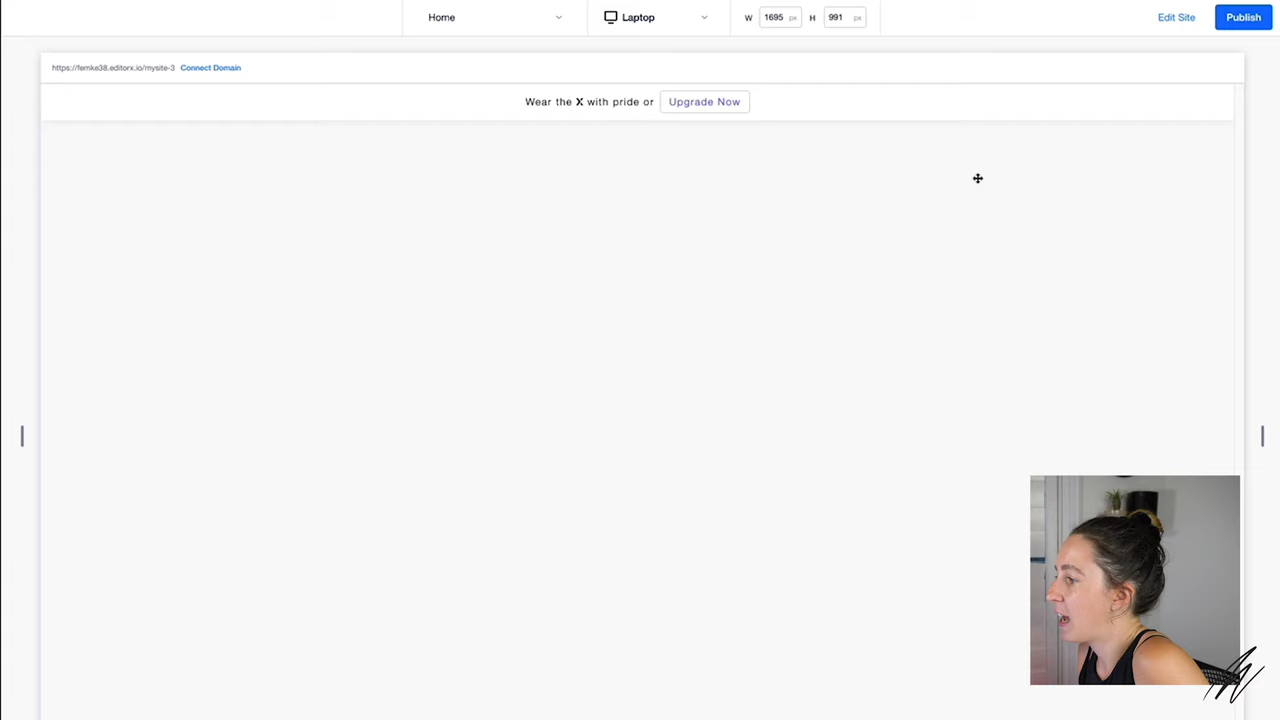 Home Laptop W 1695 px H 991 px Edit Site Publish
https://femke38.editorx.io/mysite-3 Connect Domain
Wear the X with pride or Upgrade Now